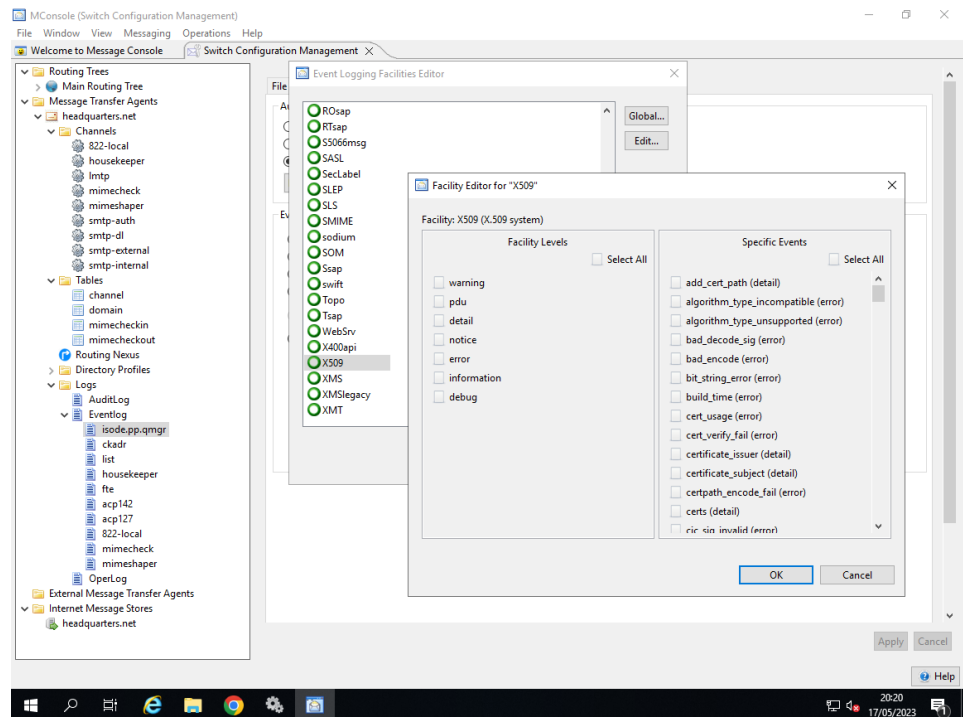 MConsole (Switch Configuration Management)
File Window View Messaging Operations Help
Welcome to Message Console
Switch Configuration Management
Routing Trees
Main Routing Tree
Message Transfer Agents
headquarters.net
Channels
822-local
housekeeper
lmtp
mimecheck
mimeshaper
smtp-auth
smtp-dl
smtp-external
smtp-internal
Tables
channel
domain
mimecheckin
mimecheckout
Routing Nexus
Directory Profiles
Logs
AuditLog
Eventlog
isode.pp.qmgr
ckadr
list
housekeeper
fte
acp142
acp127
822-local
mimecheck
mimeshaper
OperLog
External Message Transfer Agents
Internet Message Stores
headquarters.net
File
Event Logging Facilities Editor
ROsap
RTsap
S5066msg
SASL
SecLabel
SLEP
SLS
SMIME
sodium
SOM
Ssap
swift
Topo
Tsap
WebSrv
X400api
X509
XMS
XMSlegacy
XMT
Global...
Edit...
Facility Editor for "X509"
Facility: X509 (X.509 system)
Facility Levels
Select All
warning
pdu
detail
notice
error
information
debug
Specific Events
Select All
add_cert_path (detail)
algorithm_type_incompatible (error)
algorithm_type_unsupported (error)
bad_decode_sig (error)
bad_encode (error)
bit_string_error (error)
build_time (error)
cert_usage (error)
cert_verify_fail (error)
certificate_issuer (detail)
certificate_subject (detail)
certpath_encode_fail (error)
certs (detail)
cic_sig_invalid (error)
OK Cancel
Apply Cancel
Help
20:20
17/05/2023